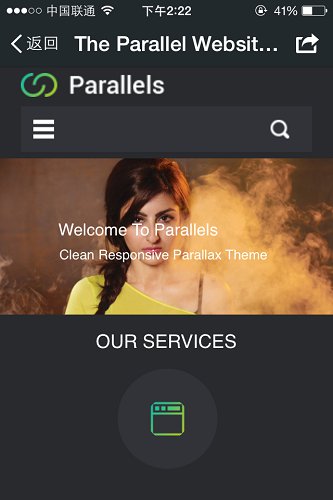 中国联通 下午2:22 41%
返回 The Parallel Websit...
Parallels
Welcome To Parallels
Clean Responsive Parallax Theme
OUR SERVICES